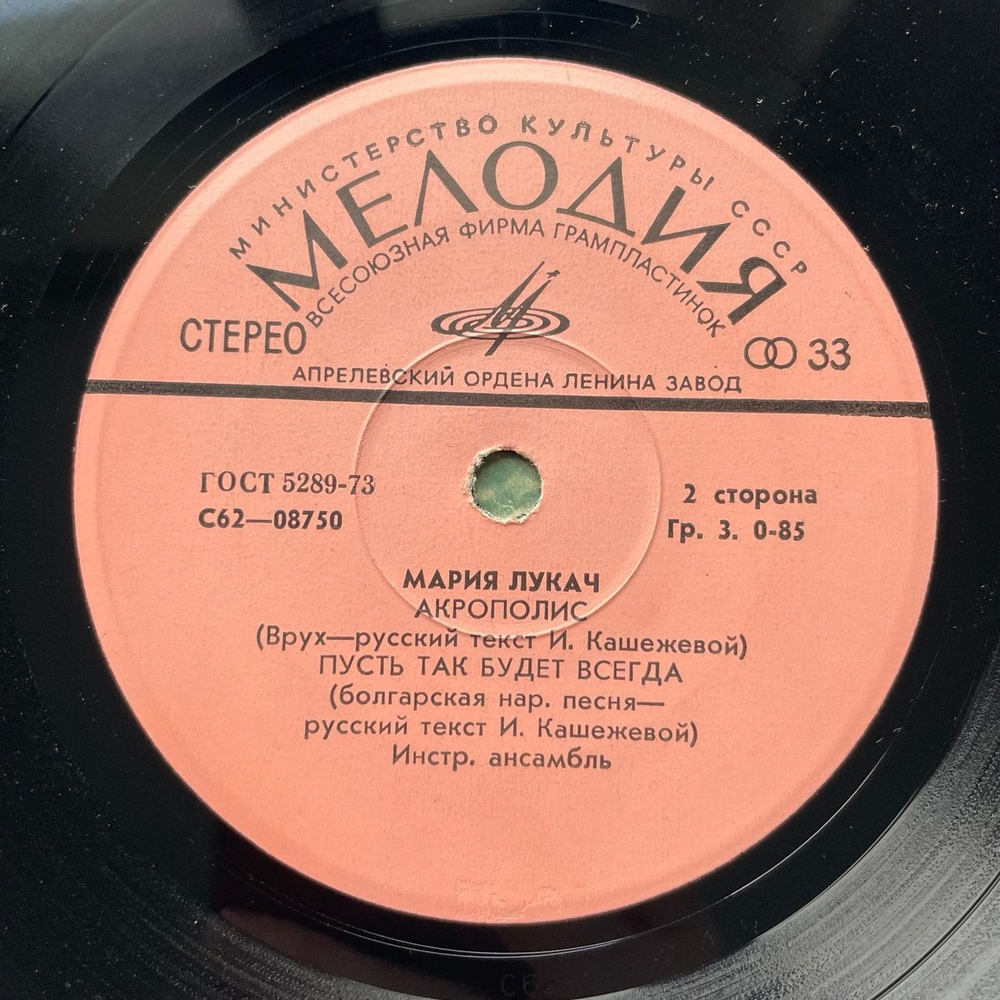 МИНИСТЕРСТВО КУЛЬТУРЫ СССР
МЕЛОДИЯ
ВСЕСОЮЗНАЯ ФИРМА ГРАМПЛАСТИНОК
СТЕРЕО
33
АПРЕЛЕВСКИЙ ОРДЕНА ЛЕНИНА ЗАВОД
ГОСТ 5289-73
С62—08750
2 сторона
Гр. 3. 0-85
МАРИЯ ЛУКАЧ
АКРОПОЛИС
(Врух—русский текст И. Кашежевой)
ПУСТЬ ТАК БУДЕТ ВСЕГДА
(болгарская нар. песня—
русский текст И. Кашежевой)
Инстр. ансамбль